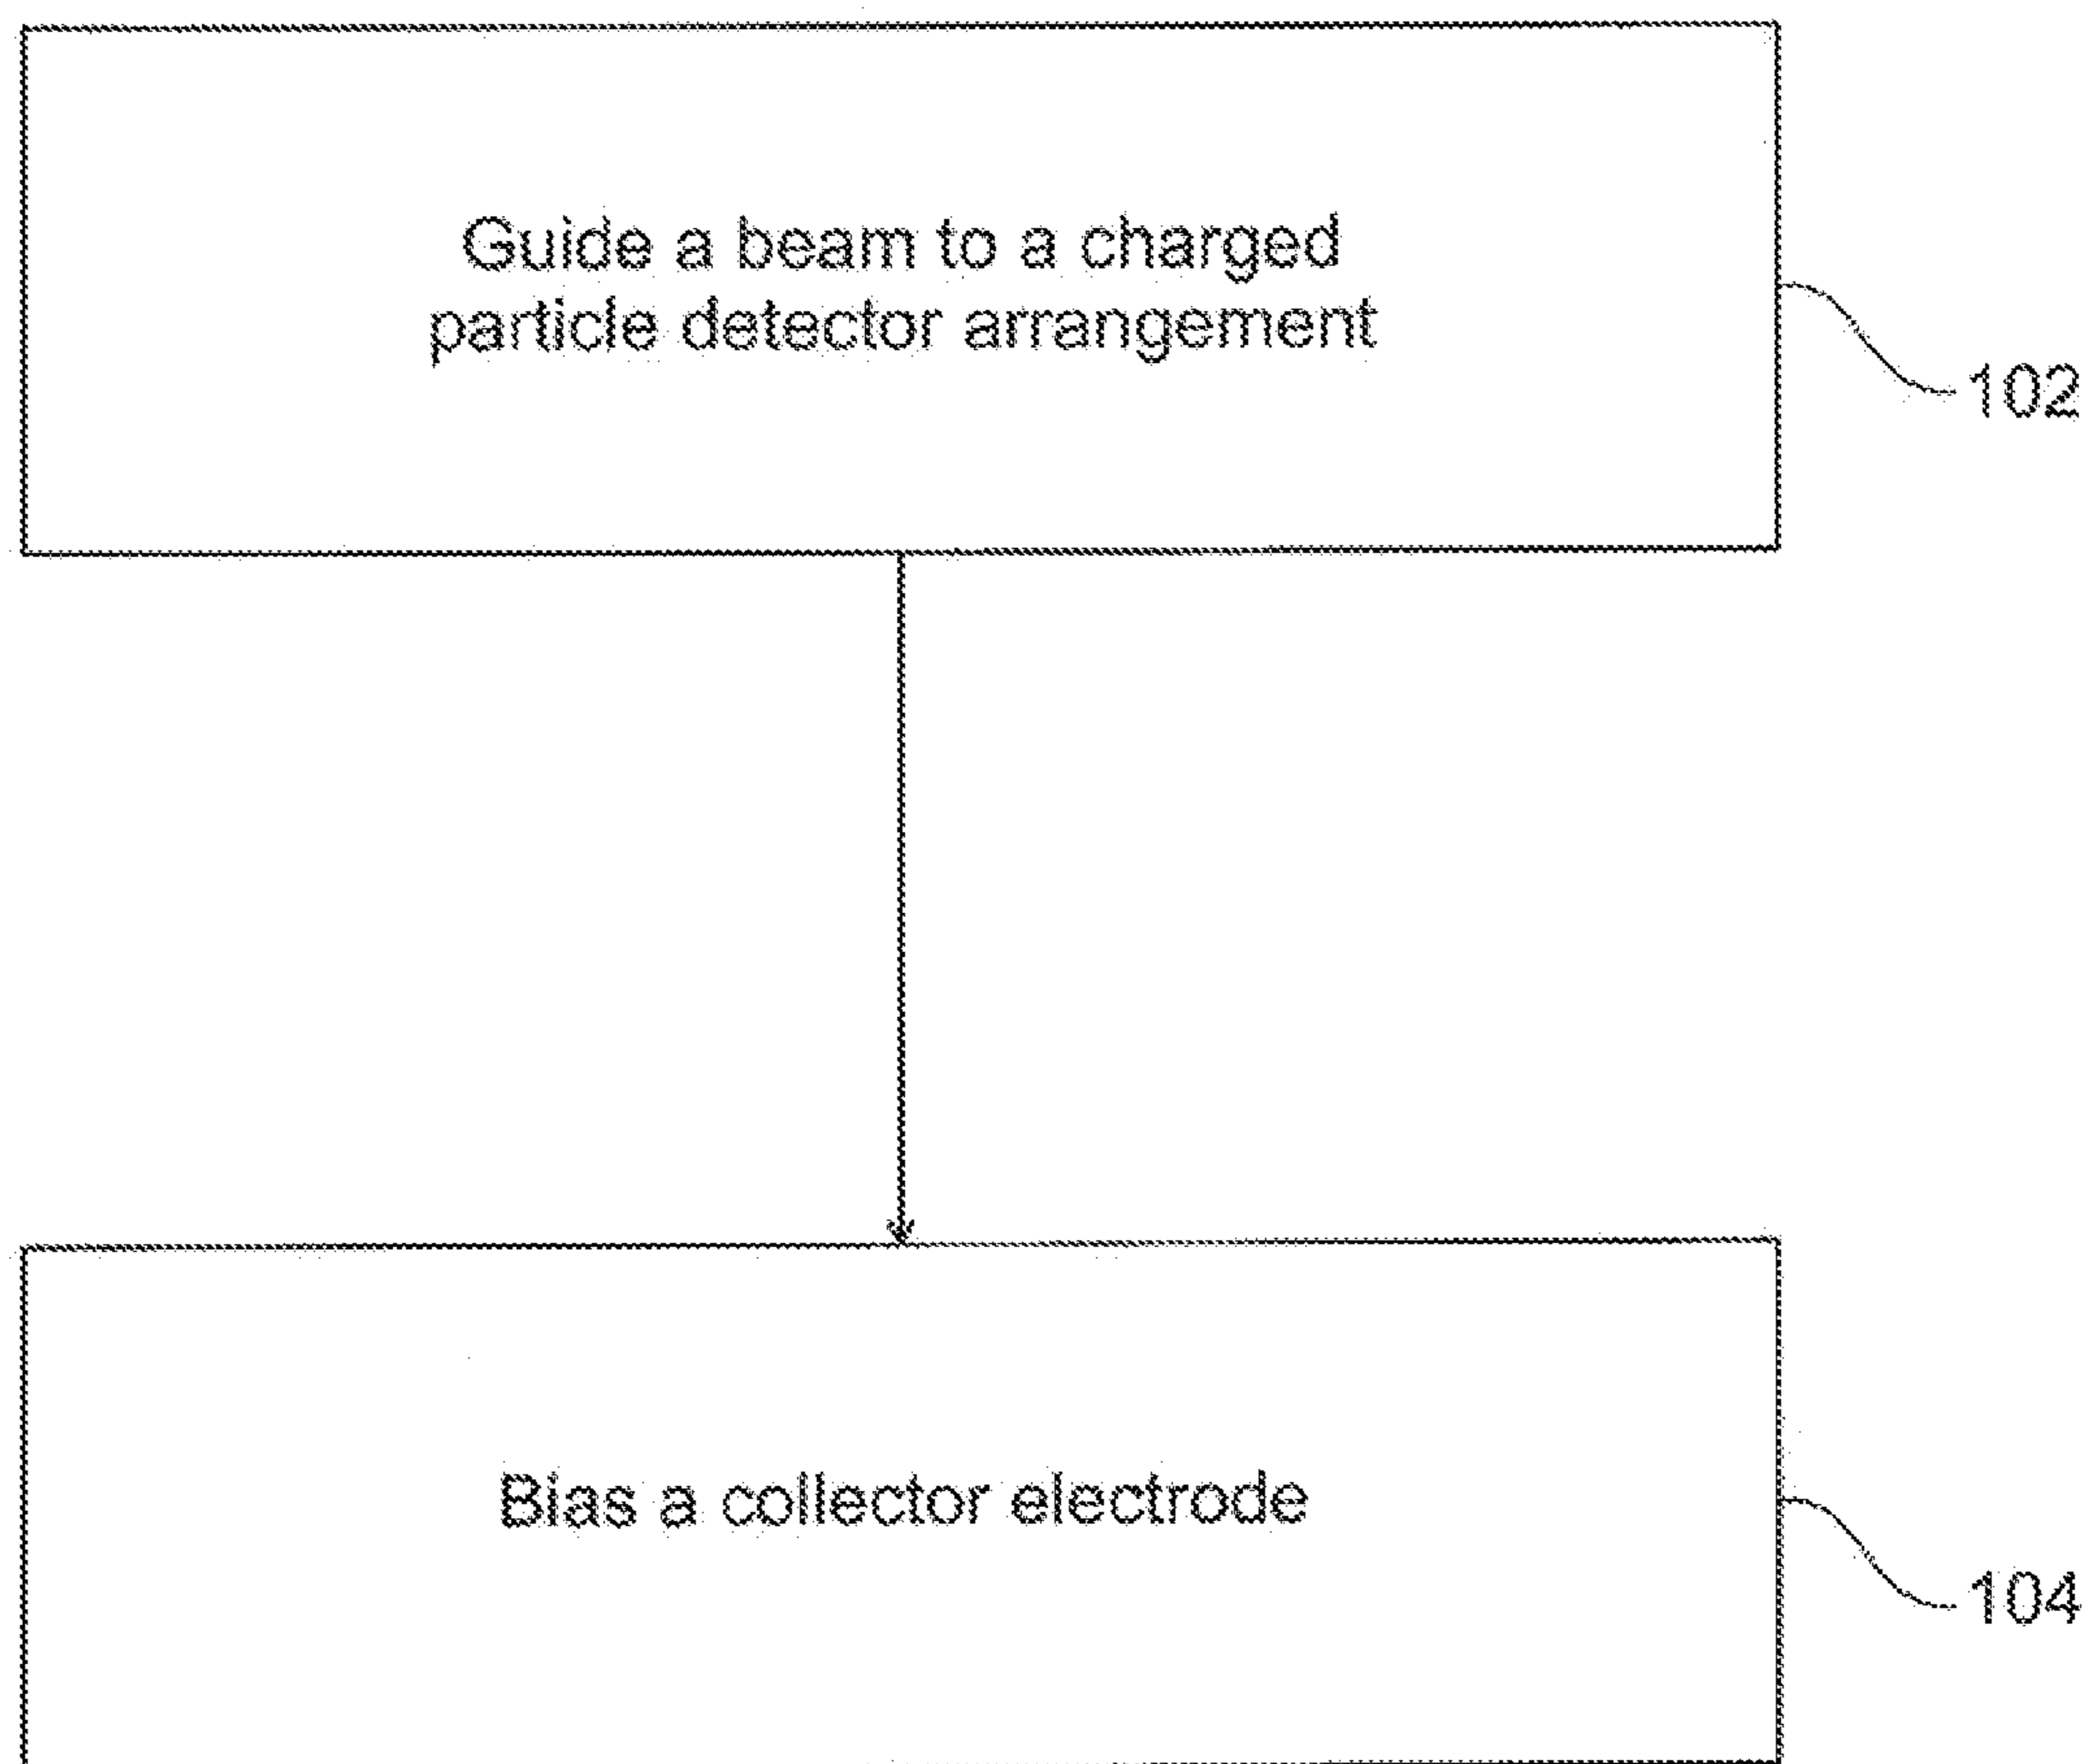 Guide a beam to a charged
particle detector arrangement
102
Bias a collector electrode
104